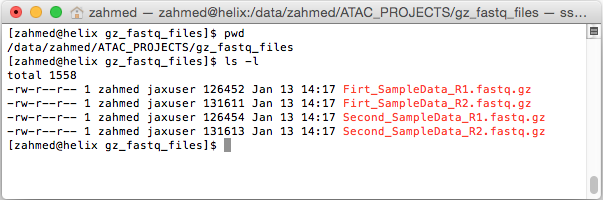 zahmed — zahmed@helix:/data/zahmed/ATAC_PROJECTS/gz_fastq_files — ss...
[zahmed@helix gz_fastq_files]$ pwd
/data/zahmed/ATAC_PROJECTS/gz_fastq_files
[zahmed@helix gz_fastq_files]$ ls -l
total 1558
-rw-r--r-- 1 zahmed jaxuser 126452 Jan 13 14:17 Firt_SampleData_R1.fastq.gz
-rw-r--r-- 1 zahmed jaxuser 131611 Jan 13 14:17 Firt_SampleData_R2.fastq.gz
-rw-r--r-- 1 zahmed jaxuser 126454 Jan 13 14:17 Second_SampleData_R1.fastq.gz
-rw-r--r-- 1 zahmed jaxuser 131613 Jan 13 14:17 Second_SampleData_R2.fastq.gz
[zahmed@helix gz_fastq_files]$